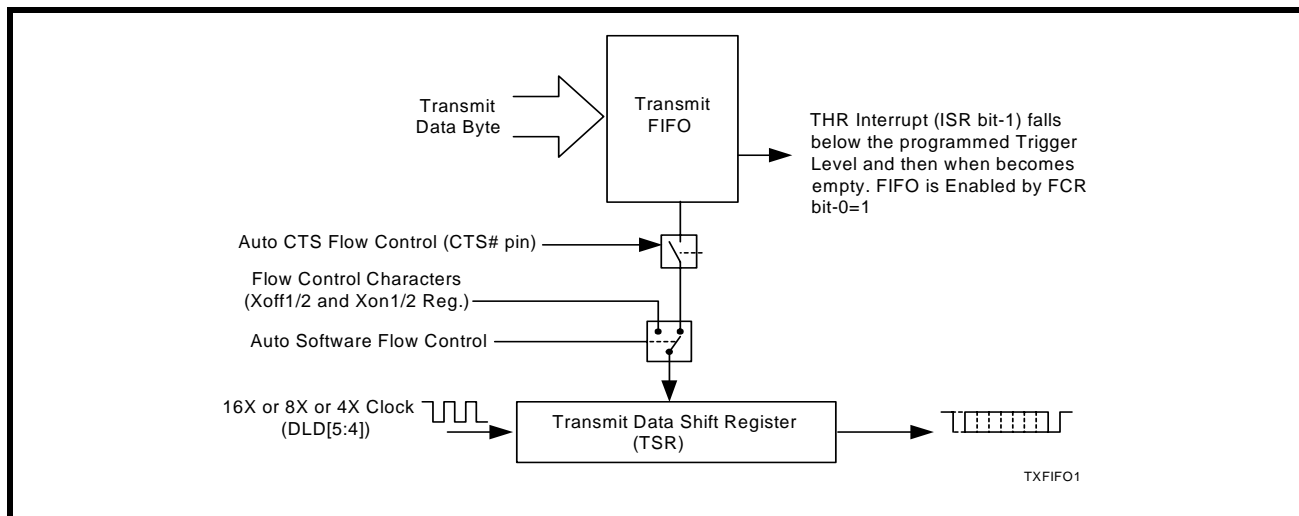 Transmit
Data Byte
Transmit
FIFO
THR Interrupt (ISR bit-1) falls
below the programmed Trigger
Level and then when becomes
empty. FIFO is Enabled by FCR
bit-0=1
Auto CTS Flow Control (CTS# pin)
Flow Control Characters
(Xoff1/2 and Xon1/2 Reg.)
Auto Software Flow Control
16X or 8X or 4X Clock
(DLD[5:4])
Transmit Data Shift Register
(TSR)
TXFIFO1